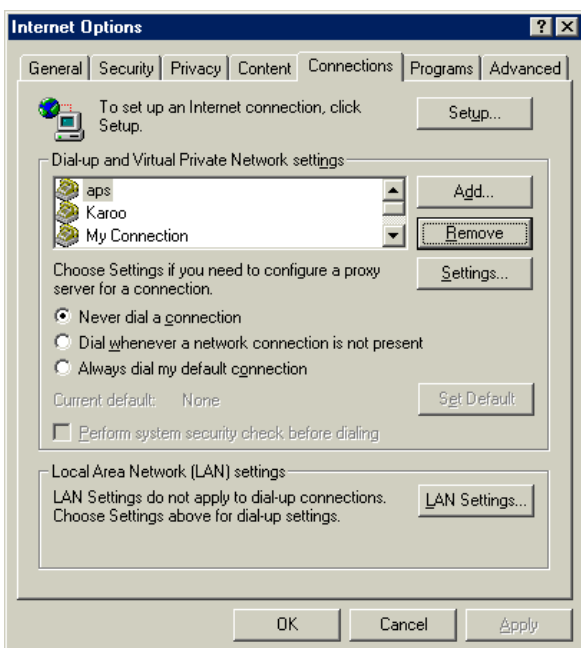 Internet Options
General Security Privacy Content Connections Programs Advanced
To set up an Internet connection, click
Setup.
Setup...
Dial-up and Virtual Private Network settings
aps
Karoo
My Connection
Add...
Remove
Choose Settings if you need to configure a proxy
server for a connection.
Settings...
Never dial a connection
Dial whenever a network connection is not present
Always dial my default connection
Current default: None
Set Default
Perform system security check before dialing
Local Area Network (LAN) settings
LAN Settings do not apply to dial-up connections.
Choose Settings above for dial-up settings.
LAN Settings...
OK Cancel Apply